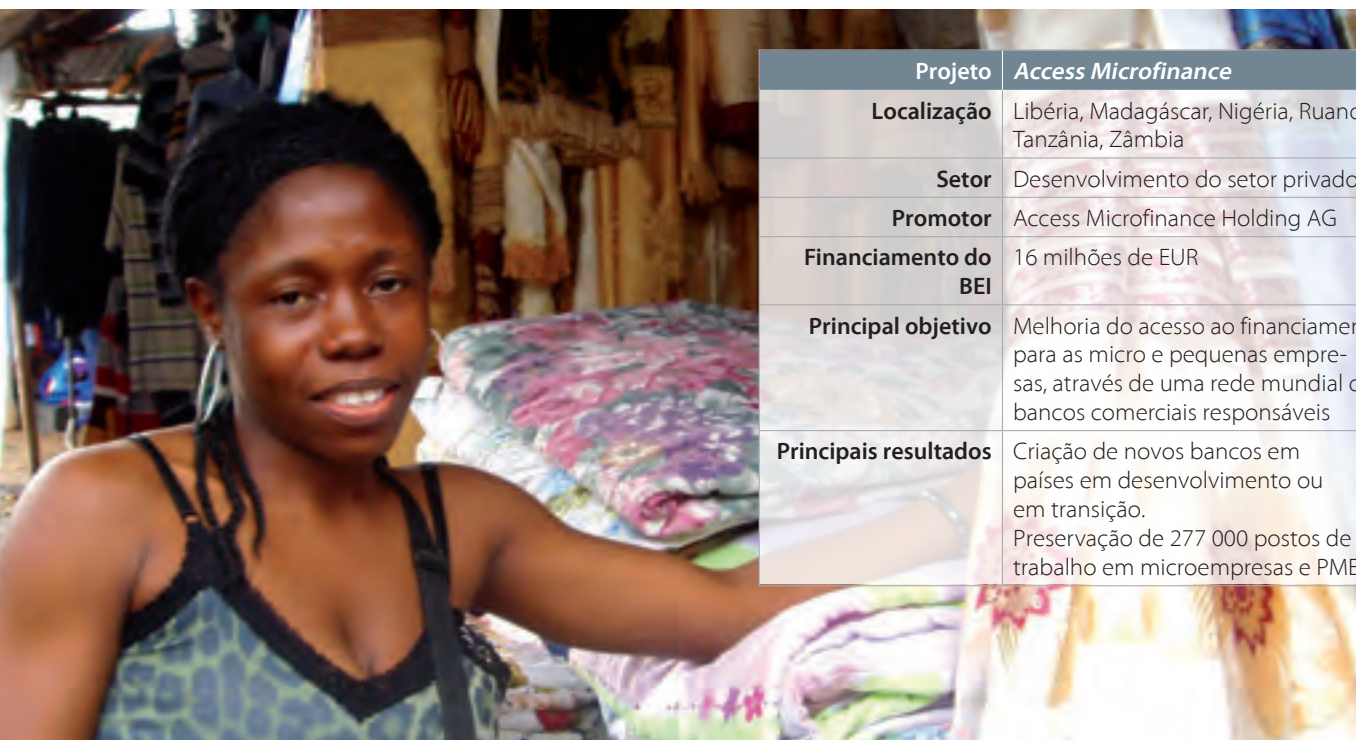 Projeto Access Microfinance
Localização Libéria, Madagáscar, Nigéria,
Tanzânia, Zâmbia
Setor Desenvolvimento do setor privado
Promotor Access Microfinance Holding AG
Financiamento do BEI 16 milhões de EUR
Principal objetivo Melhoria do acesso ao
para as micro e pequenas empre-
sas, através de uma rede mundial
bancos comerciais responsáveis
Principais resultados Criação de novos bancos em
países em desenvolvimento ou
em transição.
Preservação de 277 000 postos de
trabalho em microempresas e